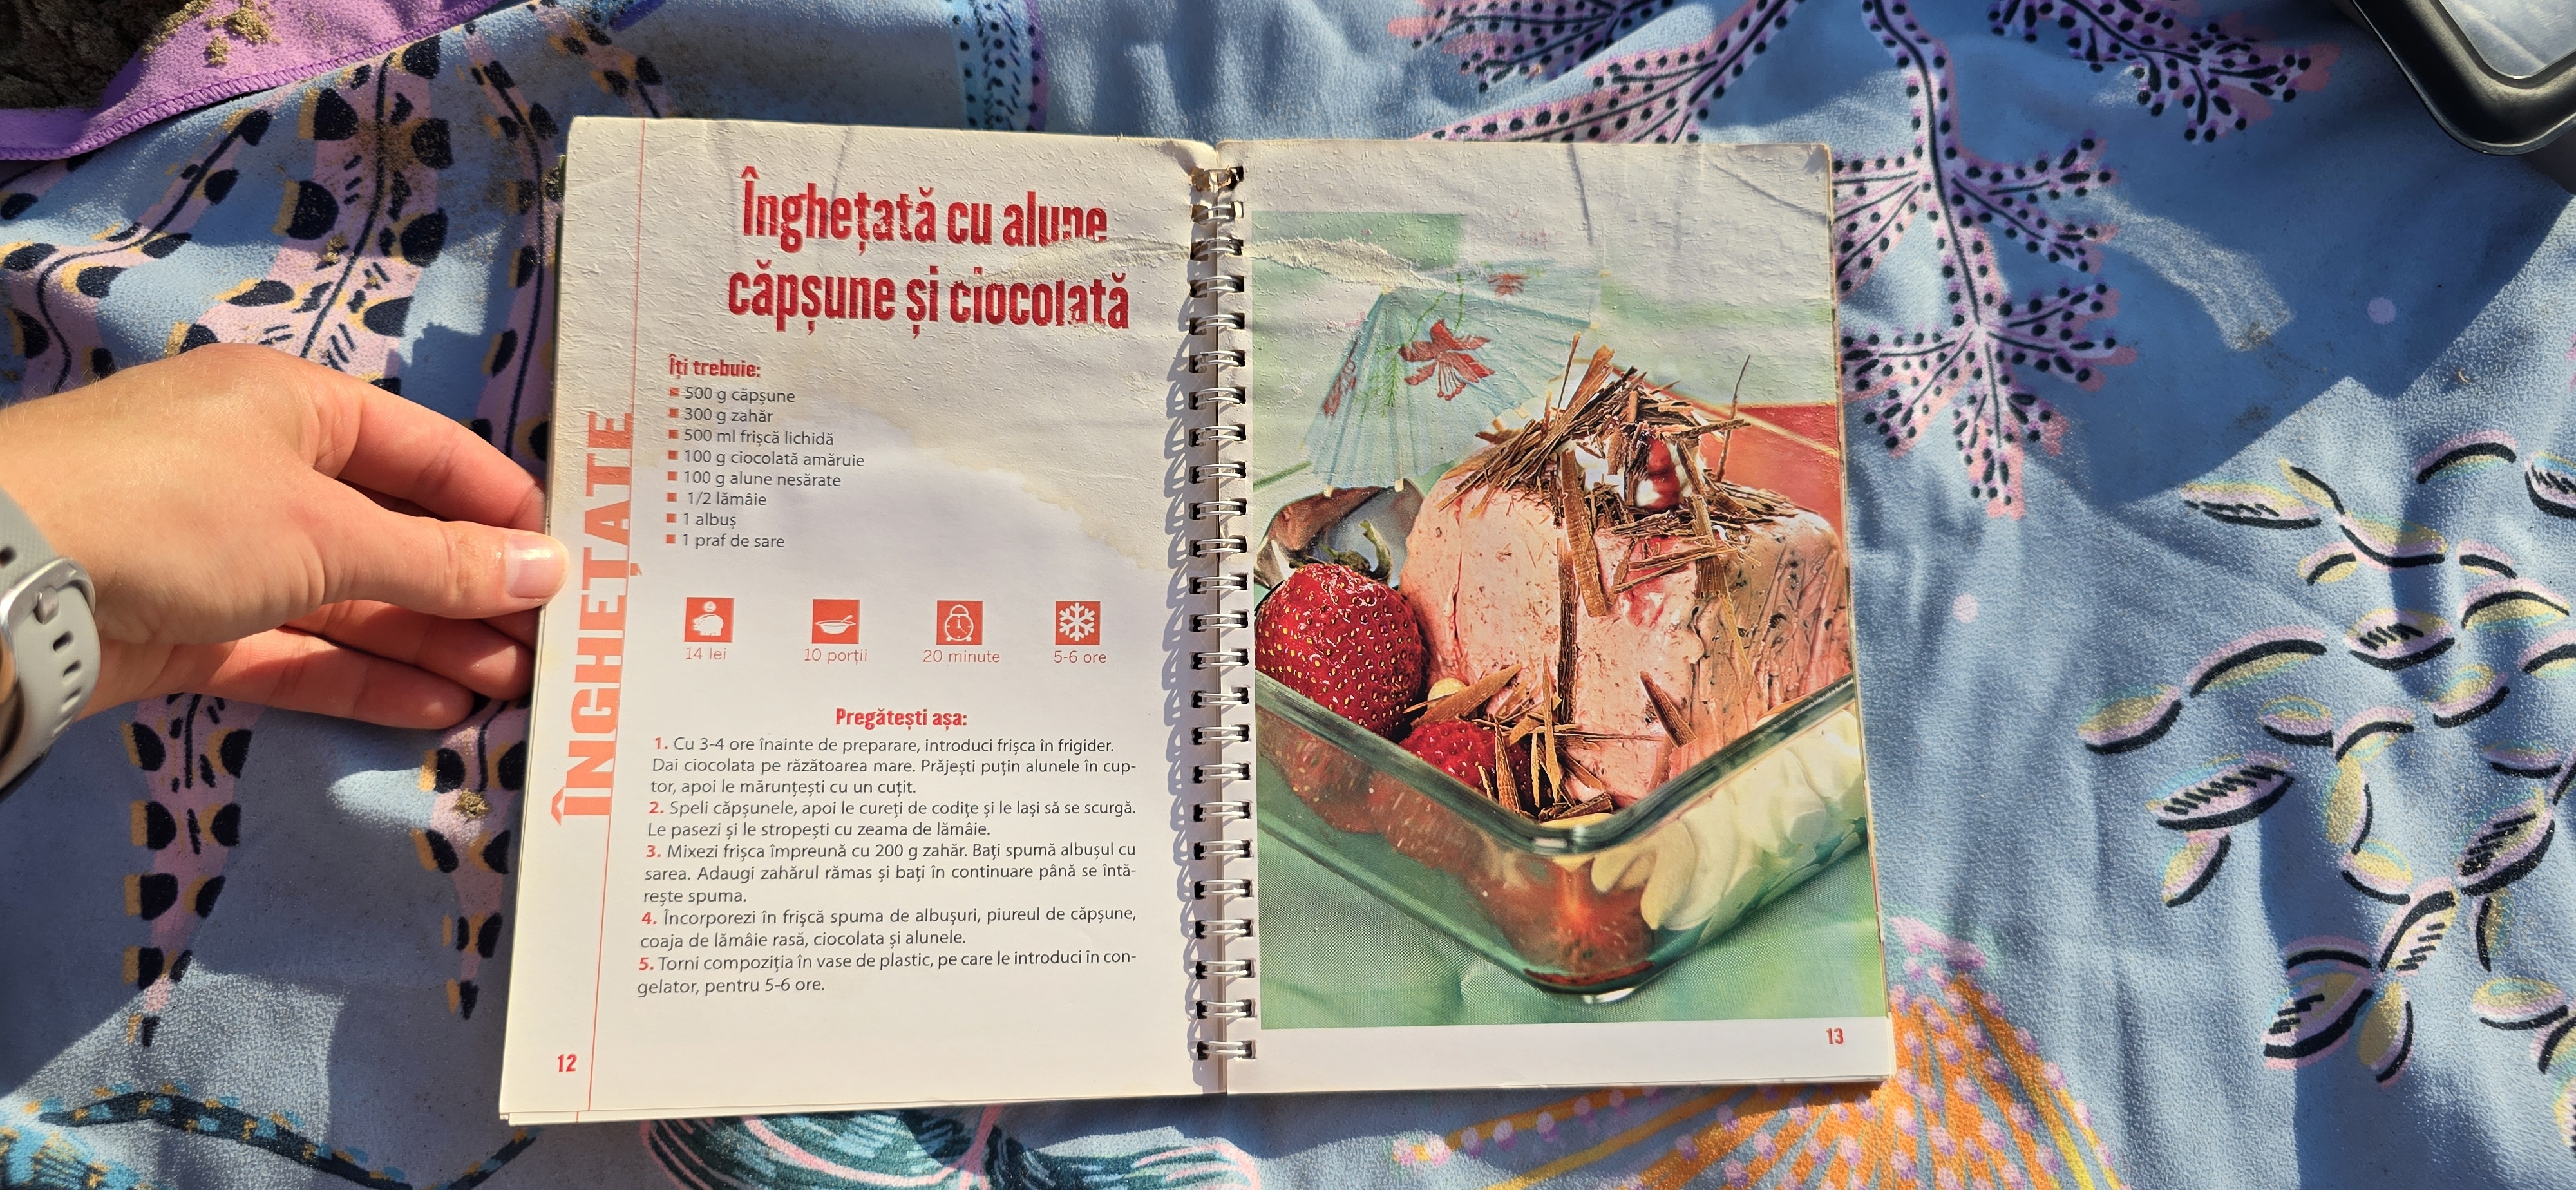 Înghețată cu alune
căpșune și ciocolată
Îți trebuie:
500 g căpșune
300 g zahăr
500 ml frișcă lichidă
100 g ciocolată amăruie
100 g alune nesărate
1/2 lămâie
1 albuș
1 praf de sare
14 lei
10 porții
20 minute
5-6 ore
Pregătești așa:
1. Cu 3-4 ore înainte de preparare, introduci frișca în frigider.
Dai ciocolata pe răzătoarea mare. Prăjești puțin alunele în cup-
tor, apoi le mărunțești cu un cuțit.
2. Speli căpșunele, apoi le cureți de codițe și le lași să se scurgă.
Le pasezi și le stropești cu zeama de lămâie.
3. Mixezi frișca împreună cu 200 g zahăr. Bați spumă albușul cu
sarea. Adaugi zahărul rămas și bați în continuare până se întă-
rește spuma.
4. Încorporezi în frișcă spuma de albușuri, piureul de căpșune,
coaja de lămâie rasă, ciocolata și alunele.
5. Torni compoziția în vase de plastic, pe care le introduci în con-
gelator, pentru 5-6 ore.
ÎNGHEȚATE
12
13